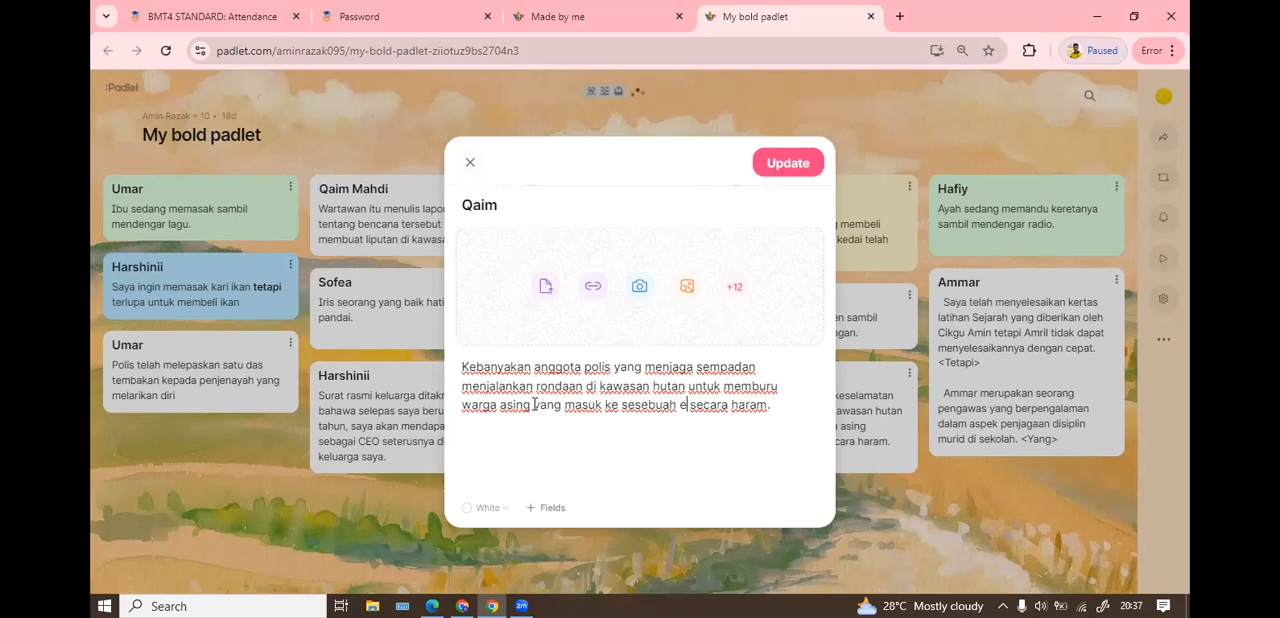 BMT4 STANDARD: Attendance
Password
Made by me
My bold padlet
padlet.com/aminrazak095/my-bold-padlet-ziiotuz9bs2704n3
Paused
Error
:Padlet
Amin Razak + 10 • 18d
My bold padlet
Umar
Ibu sedang memasak sambil
mendengar lagu.
Harshinii
Saya ingin memasak kari ikan tetapi
terlupa untuk membeli ikan
Umar
Polis telah melepaskan satu das
tembakan kepada penjenayah yang
melarikan diri
Qaim Mahdi
Wartawan itu menulis lapo
tentang bencana tersebut
membuat liputan di kawasa
Sofea
Iris seorang yang baik hati
pandai.
Harshinii
Surat rasmi keluarga ditak
bahawa selepas saya beru
tahun, saya akan mendapa
sebagai CEO seterusnya di
keluarga saya.
Update
Qaim
+12
Kebanyakan anggota polis yang menjaga sempadan
menjalankan rondaan di kawasan hutan untuk memburu
warga asing yang masuk ke sesebuah e secara haram.
White
+ Fields
membeli
kedai telah
en sambil
ngan.
keselamatan
awasan hutan
asing
cara haram.
Hafiy
Ayah sedang memandu keretanya
sambil mendengar radio.
Ammar
Saya telah menyelesaikan kertas
latihan Sejarah yang diberikan oleh
Cikgu Amin tetapi Amril tidak dapat
menyelesaikannya dengan cepat.
<Tetapi>
Ammar merupakan seorang
pengawas yang berpengalaman
dalam aspek penjagaan disiplin
murid di sekolah. <Yang>
Search
zm
28°C Mostly cloudy
20:37